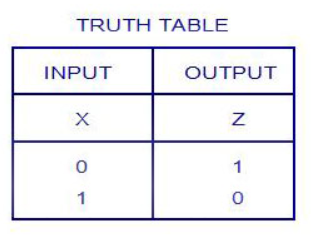 TRUTH TABLE
INPUT OUTPUT
X Z
0 1
1 0